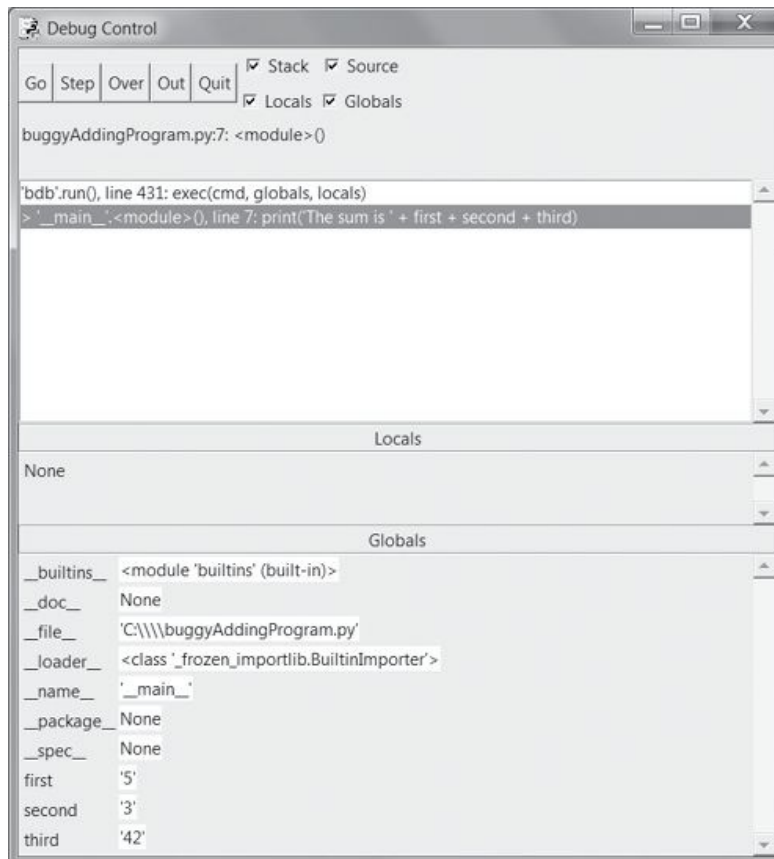 Debug Control
Go Step Over Out Quit
Stack Source
Locals Globals
buggyAddingProgram.py:7: <module>()
'bdb'.run(), line 431: exec(cmd, globals, locals)
> '__main__'.<module>(), line 7: print('The sum is ' + first + second + third)
Locals
None
Globals
__builtins__ <module 'builtins' (built-in)>
__doc__ None
__file__ 'C:\\\\buggyAddingProgram.py'
__loader__ <class '_frozen_importlib.BuiltinImporter'>
__name__ '__main__'
__package__ None
__spec__ None
first '5'
second '3'
third '42'